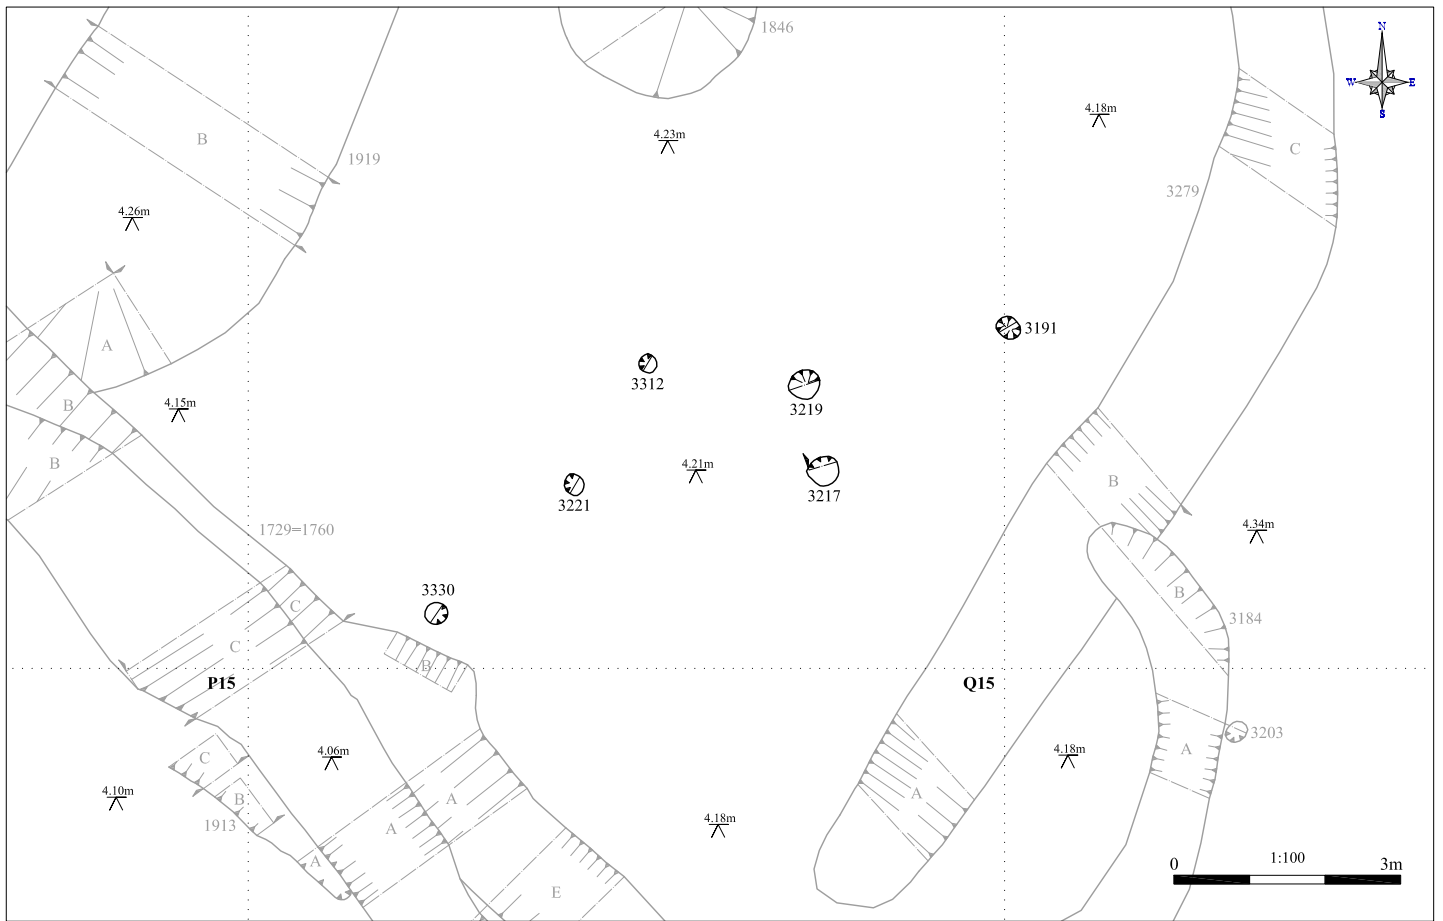 1846
N
W E
S
4.18m
4.23m
B
C
1919
3279
4.26m
3191
A
3312
3219
B
4.15m
B
4.21m
3217
3221
B
1729=1760
4.34m
3330
C
B
3184
C
B
P15
Q15
3203
4.06m
4.18m
A
C
A
4.10m
B
A
1913
A
4.18m
A
E
0 1:100 3m